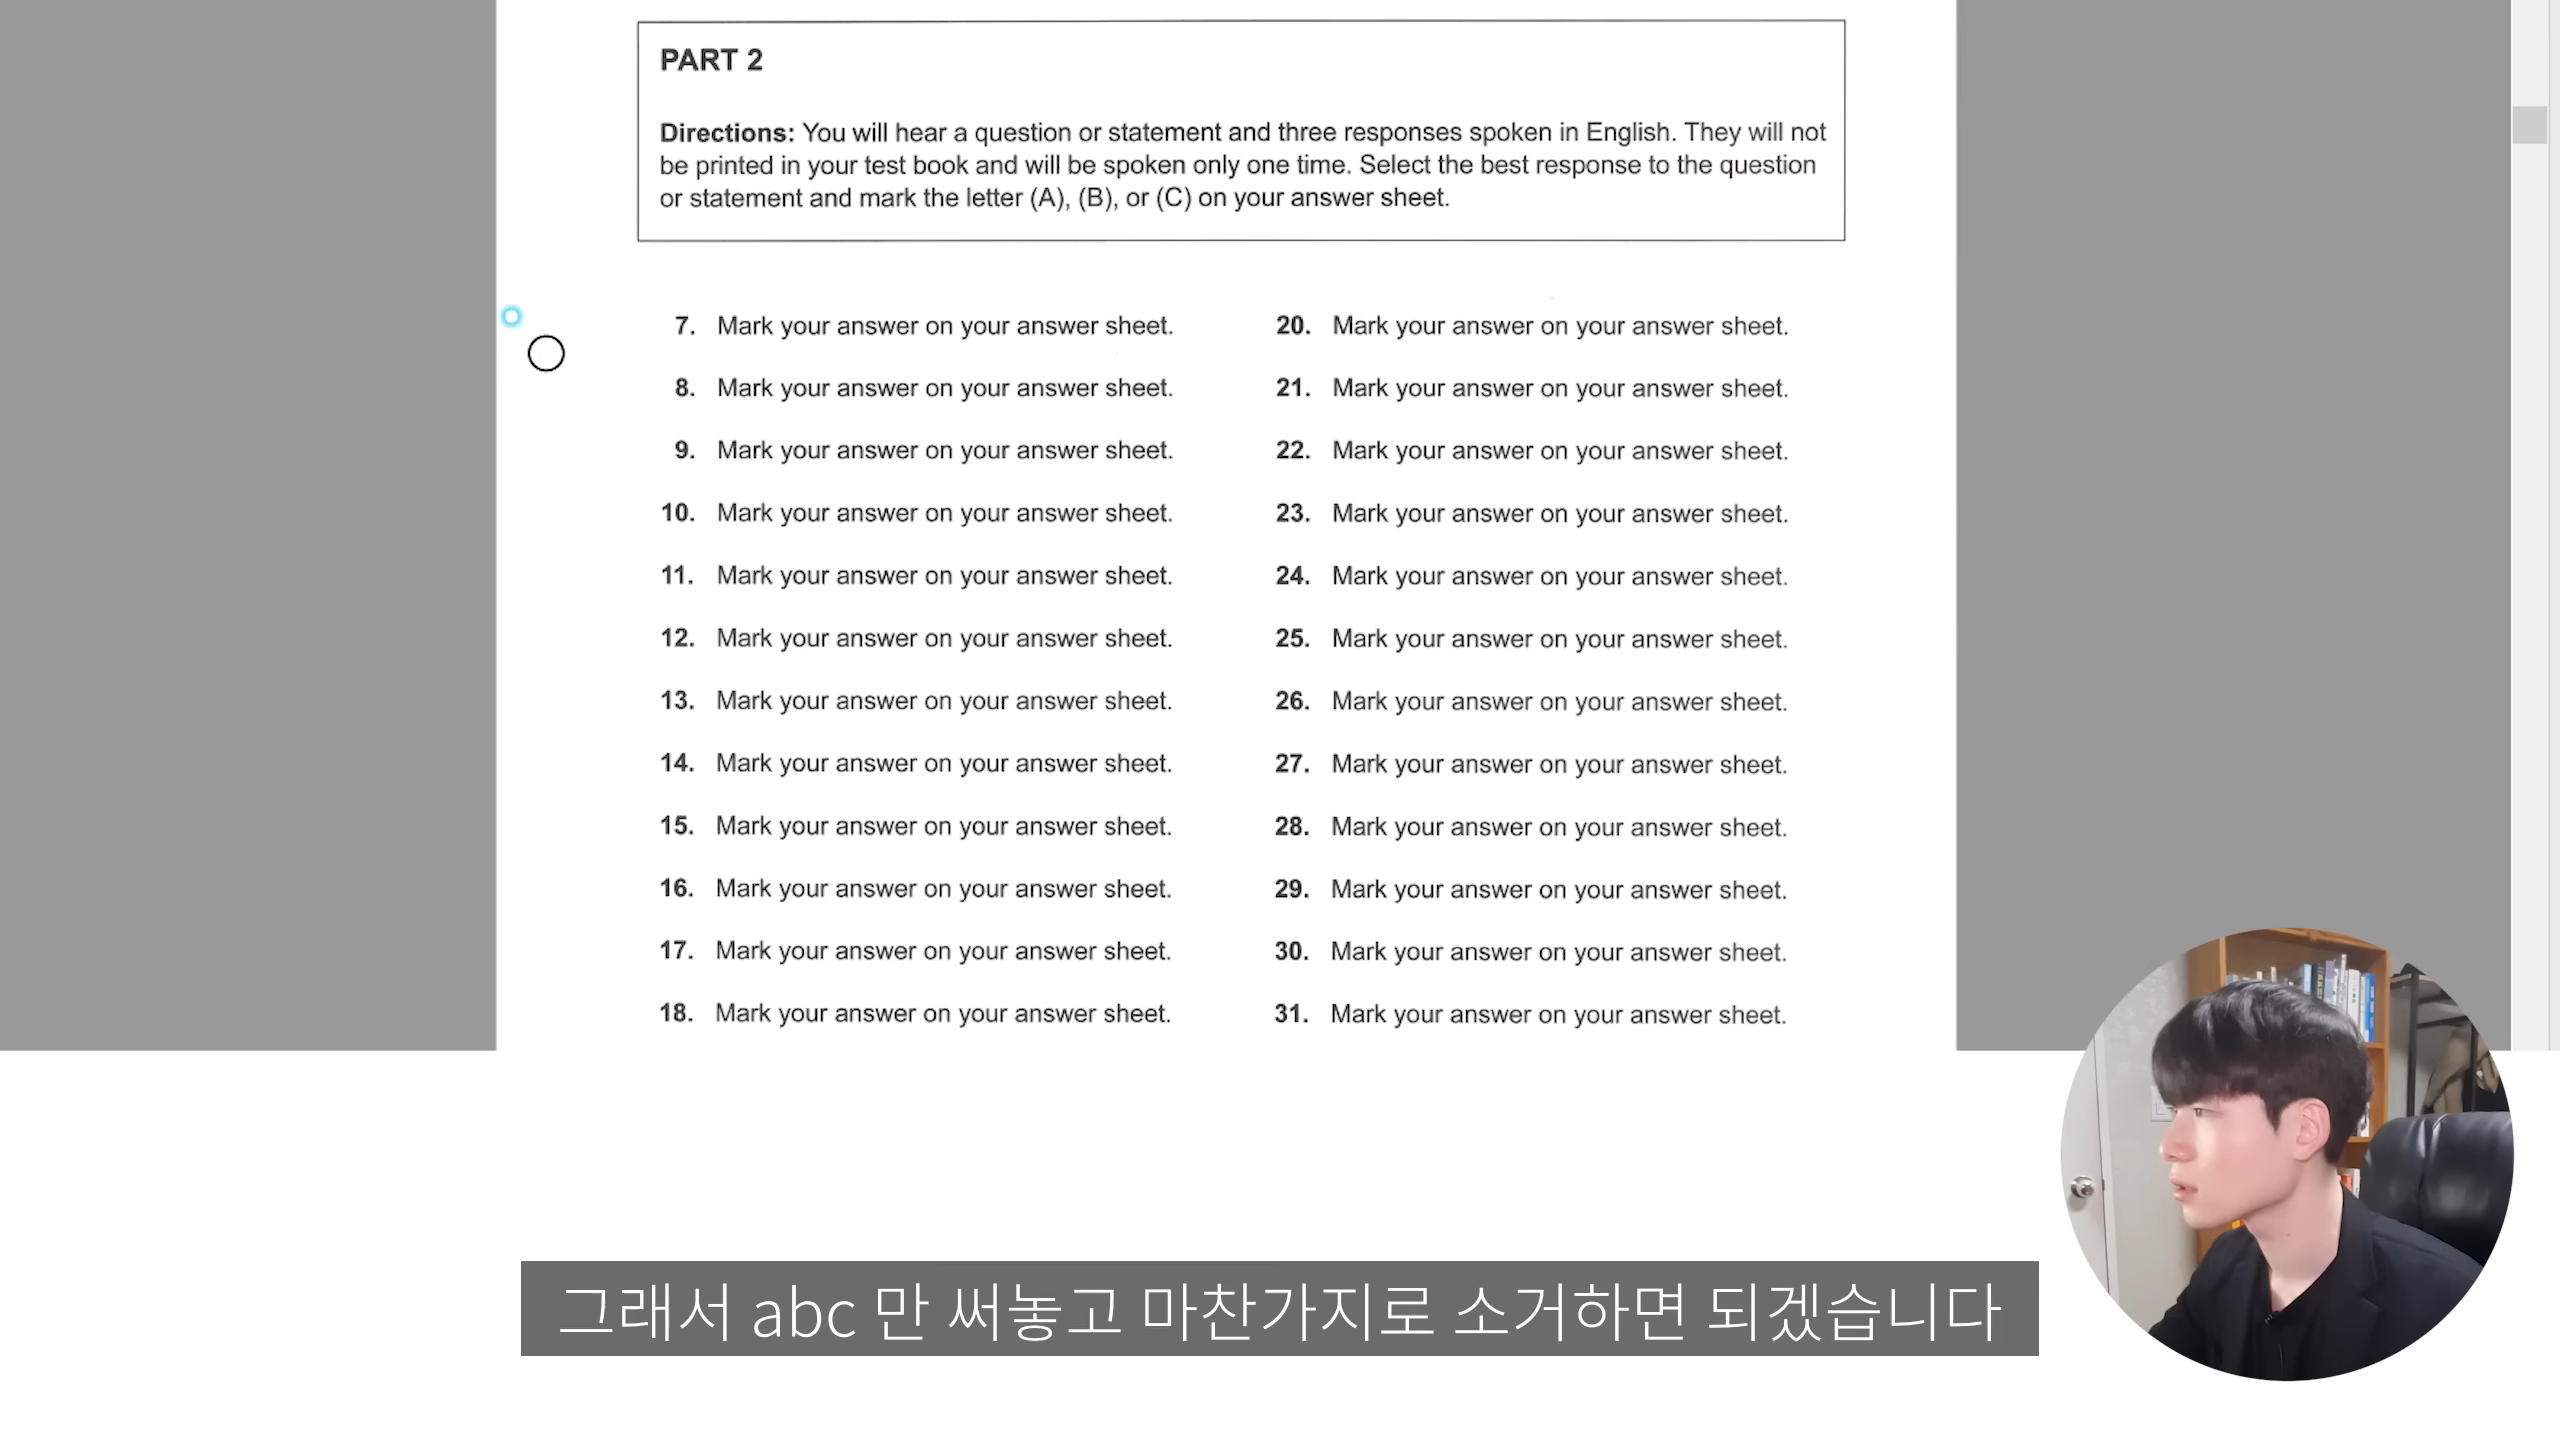 PART 2
Directions: You will hear a question or statement and three responses spoken in English. They will not
be printed in your test book and will be spoken only one time. Select the best response to the question
or statement and mark the letter (A), (B), or (C) on your answer sheet.
7. Mark your answer on your answer sheet.
8. Mark your answer on your answer sheet.
9. Mark your answer on your answer sheet.
10. Mark your answer on your answer sheet.
11. Mark your answer on your answer sheet.
12. Mark your answer on your answer sheet.
13. Mark your answer on your answer sheet.
14. Mark your answer on your answer sheet.
15. Mark your answer on your answer sheet.
16. Mark your answer on your answer sheet.
17. Mark your answer on your answer sheet.
18. Mark your answer on your answer sheet.
20. Mark your answer on your answer sheet.
21. Mark your answer on your answer sheet.
22. Mark your answer on your answer sheet.
23. Mark your answer on your answer sheet.
24. Mark your answer on your answer sheet.
25. Mark your answer on your answer sheet.
26. Mark your answer on your answer sheet.
27. Mark your answer on your answer sheet.
28. Mark your answer on your answer sheet.
29. Mark your answer on your answer sheet.
30. Mark your answer on your answer sheet.
31. Mark your answer on your answer sheet.
그래서 abc 만 써놓고 마찬가지로 소거하면 되겠습니다